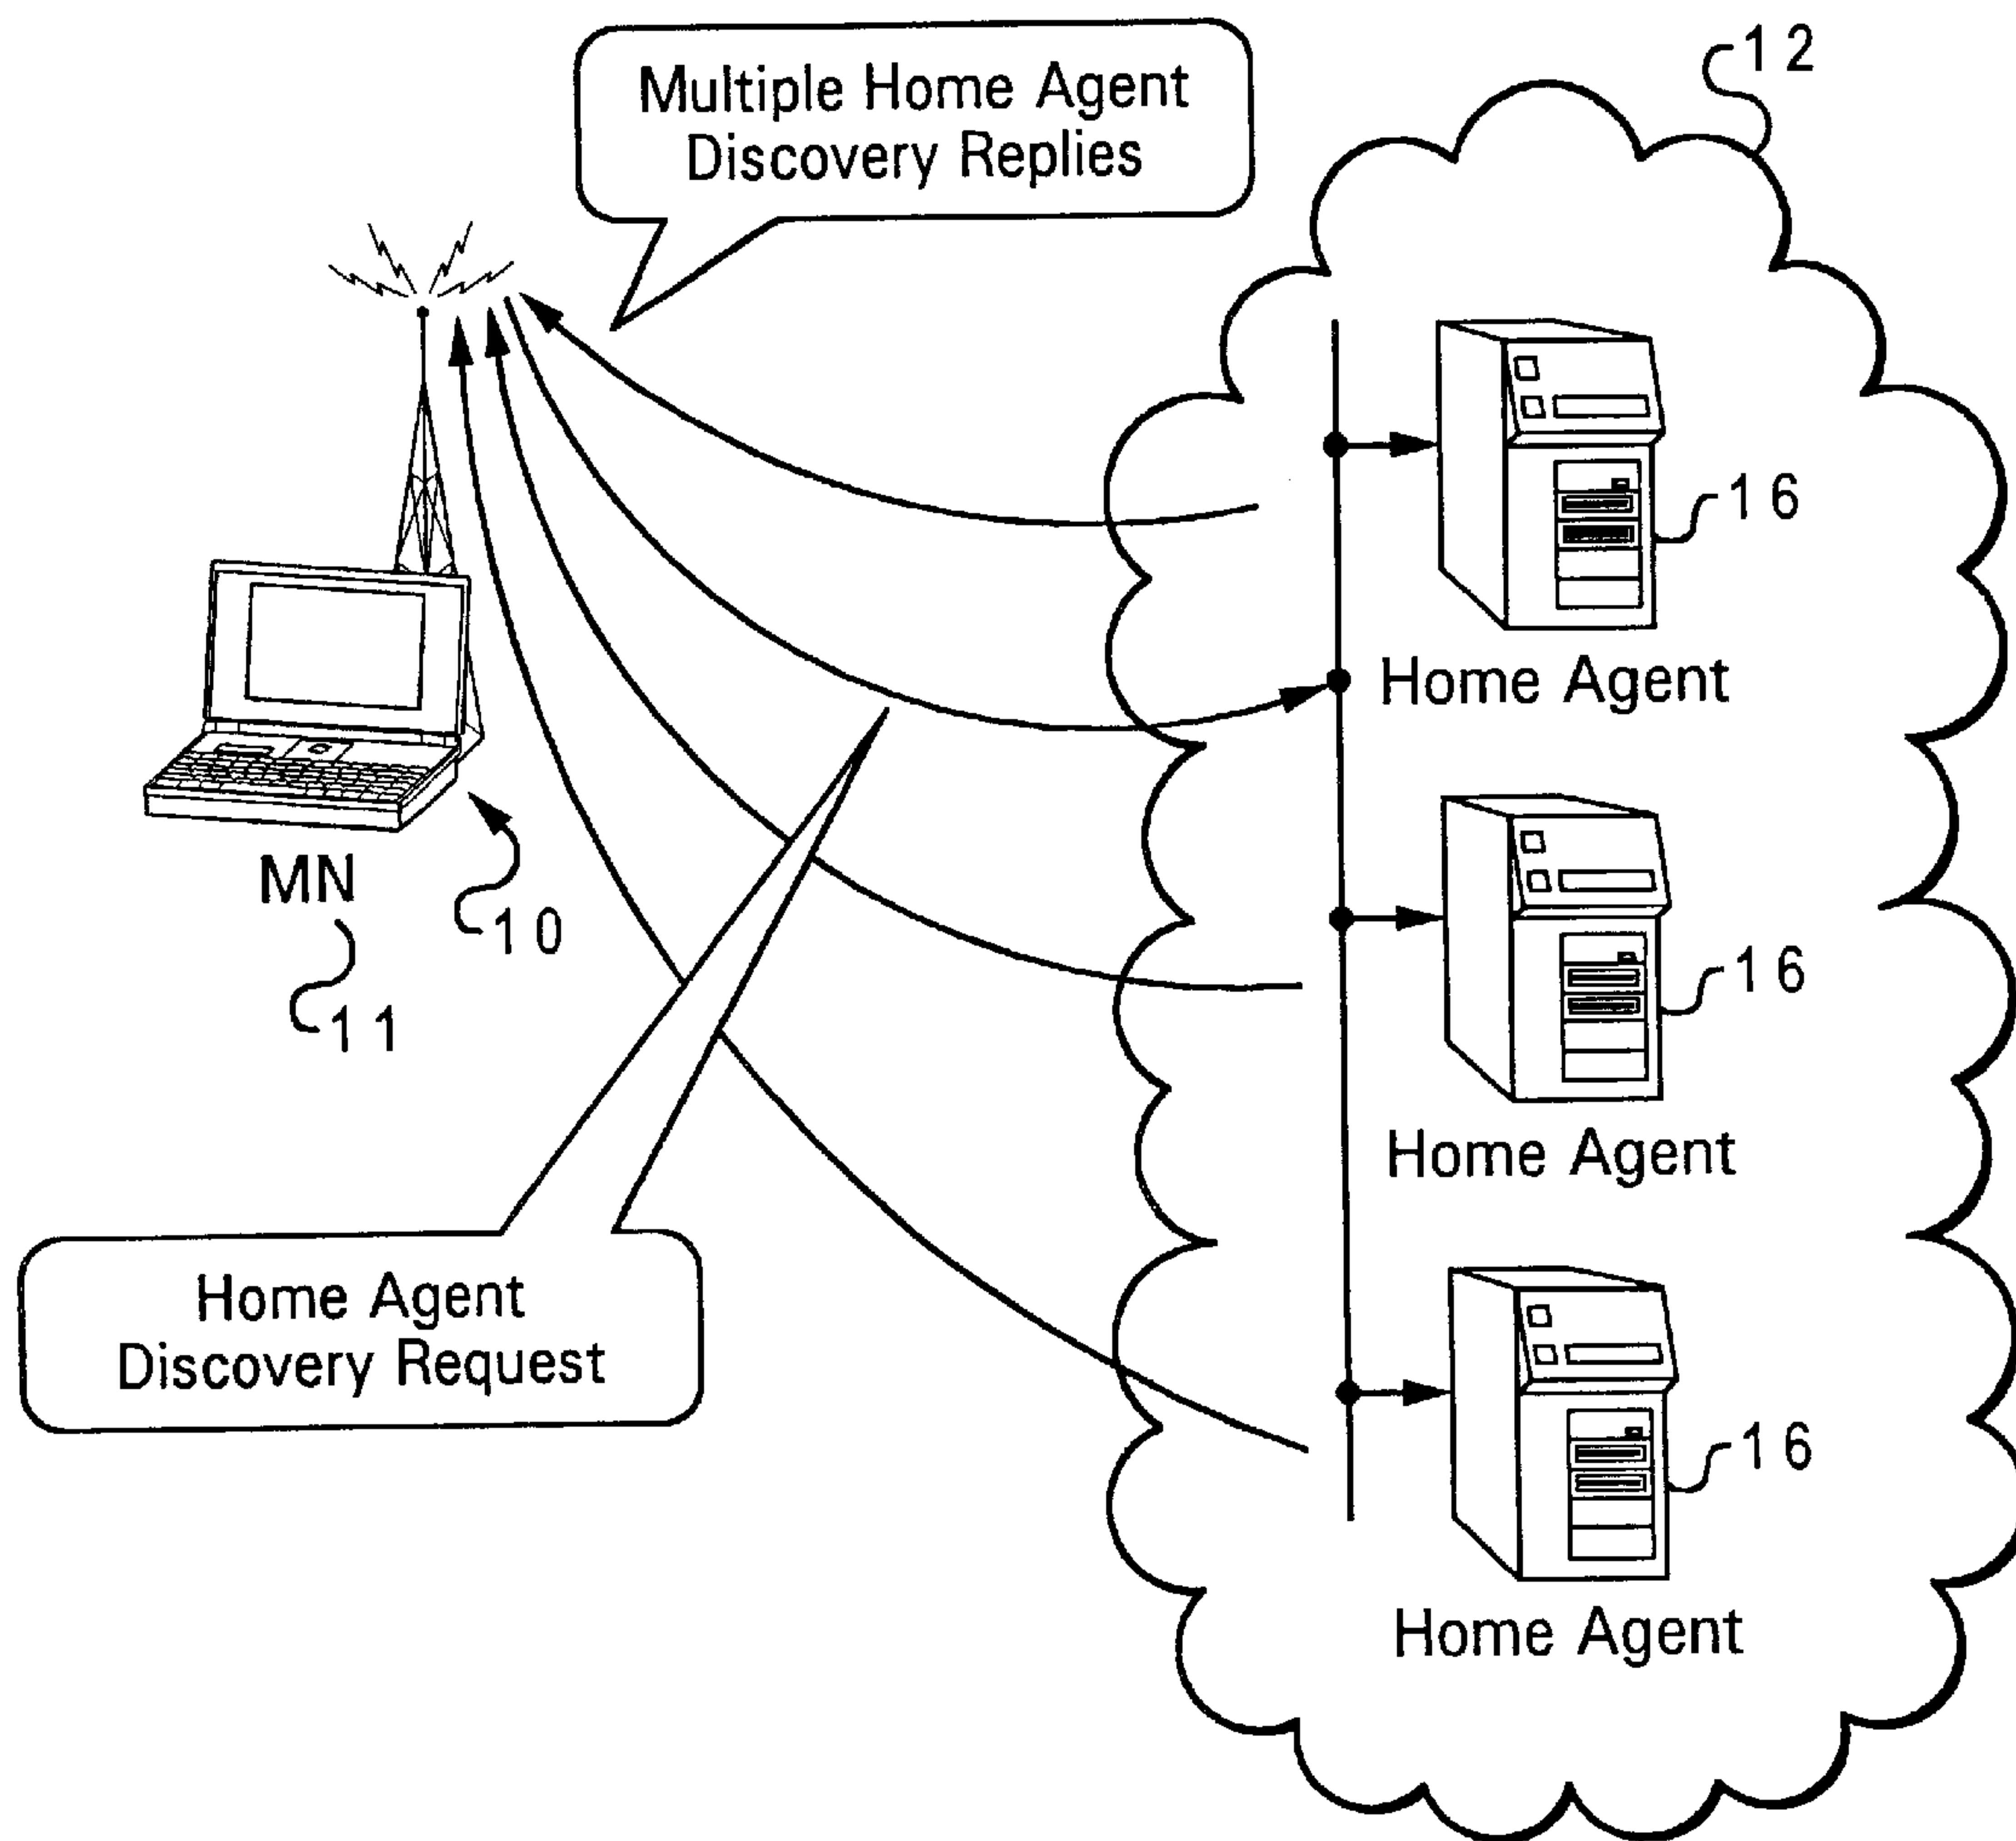 12
Multiple Home Agent
Discovery Replies
16
Home Agent
MN
10
11
16
Home Agent
Home Agent
Discovery Request
16
Home Agent